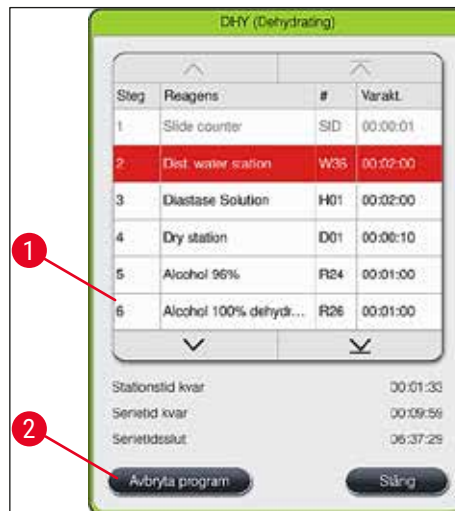 DHY (Dehydrating)
Steg Reagens # Varakt.
1 Slide counter SID 00:00:01
2 Dist. water station W36 00:02:00
3 Diastase Solution H01 00:02:00
4 Dry station D01 00:00:10
5 Alcohol 96% R24 00:01:00
1
6 Alcohol 100% dehydr... R26 00:01:00
Stationstid kvar 00:01:33
Serietid kvar 00:09:59
2
Serietidsslut 06:37:29
Avbryta program Stäng